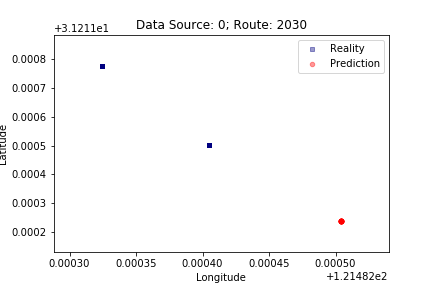 Data Source: 0; Route: 2030
+3.1211e1
Reality
Prediction
0.0008
0.0007
0.0006
0.0005
0.0004
0.0003
0.0002
Latitude
0.00030 0.00035 0.00040 0.00045 0.00050
Longitude
+1.21482e2